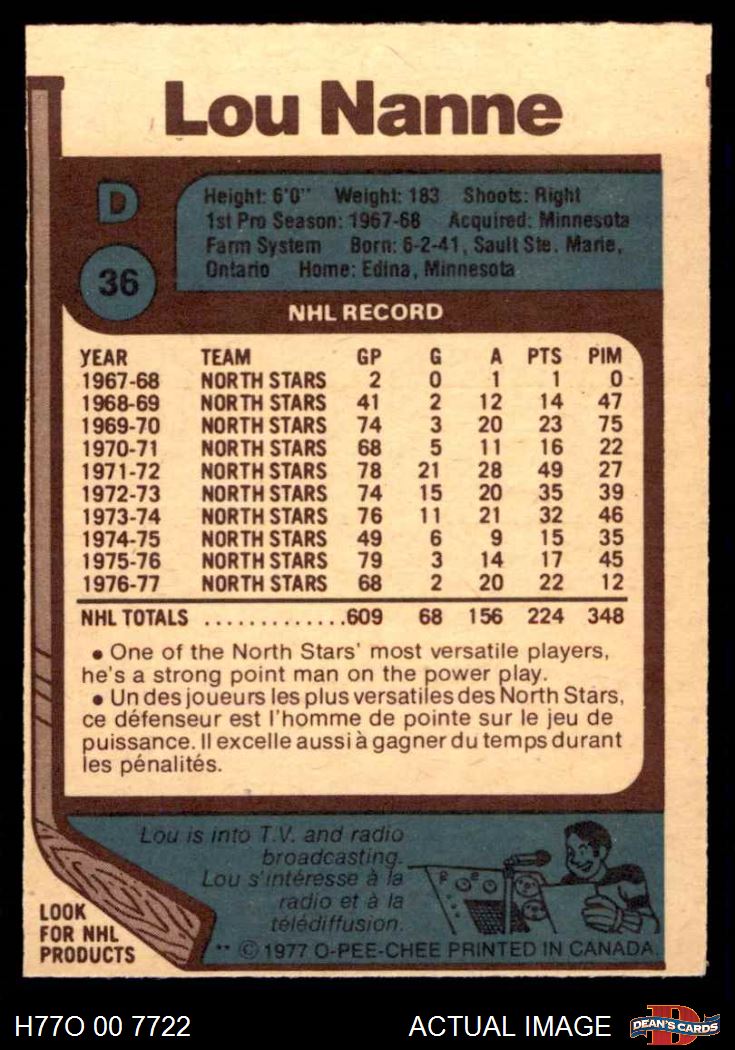 Lou Nanne
D
36
Height: 6'0" Weight: 183 Shoots: Right
1st Pro Season: 1967-68 Acquired: Minnesota
Farm System Born: 6-2-41, Sault Ste. Marie,
Ontario Home: Edina, Minnesota
NHL RECORD
YEAR TEAM GP G A PTS PIM
1967-68 NORTH STARS 2 0 1 1 0
1968-69 NORTH STARS 41 2 12 14 47
1969-70 NORTH STARS 74 3 20 23 75
1970-71 NORTH STARS 68 5 11 16 22
1971-72 NORTH STARS 78 21 28 49 27
1972-73 NORTH STARS 74 15 20 35 39
1973-74 NORTH STARS 76 11 21 32 46
1974-75 NORTH STARS 49 6 9 15 35
1975-76 NORTH STARS 79 3 14 17 45
1976-77 NORTH STARS 68 2 20 22 12
NHL TOTALS .............609 68 156 224 348
• One of the North Stars' most versatile players,
he's a strong point man on the power play.
• Un des joueurs les plus versatiles des North Stars,
ce défenseur est l'homme de pointe sur le jeu de
puissance. Il excelle aussi à gagner du temps durant
les pénalités.
Lou is into T.V. and radio
broadcasting.
Lou s'intéresse à la
radio et à la
télédiffusion.
LOOK
FOR NHL
PRODUCTS
** © 1977 O-PEE-CHEE PRINTED IN CANADA.
H77O 00 7722
ACTUAL IMAGE
DEAN'S CARDS